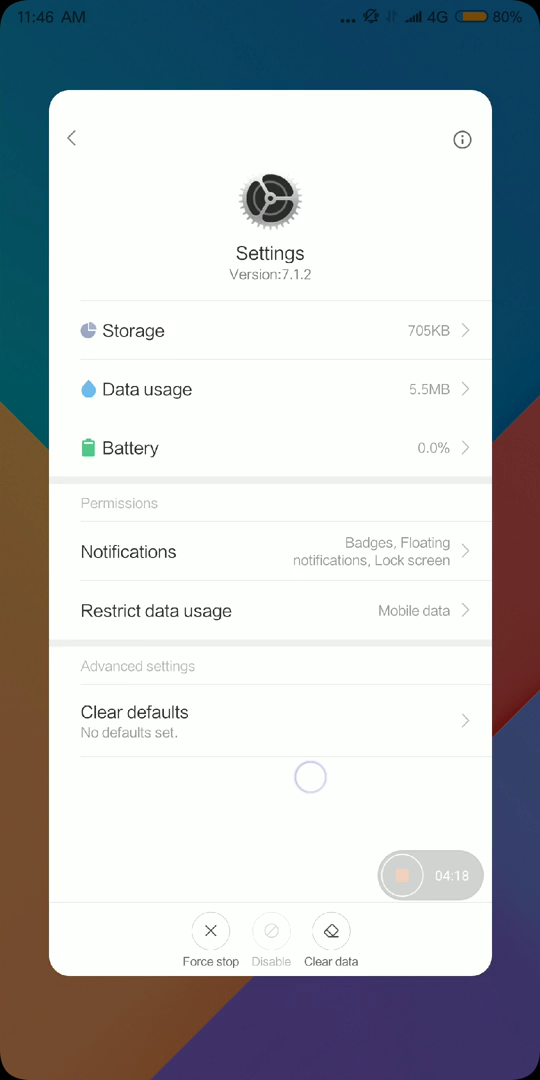 11:46 AM
... 4G 80%
Settings
Version:7.1.2
Storage 705KB
Data usage 5.5MB
Battery 0.0%
Permissions
Notifications Badges, Floating
notifications, Lock screen
Restrict data usage Mobile data
Advanced settings
Clear defaults
No defaults set.
04:18
Force stop Disable Clear data